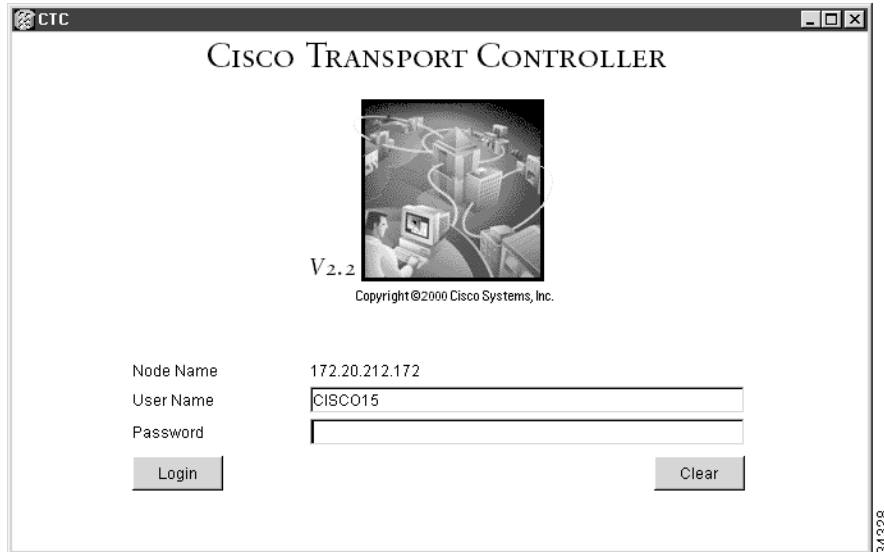 CTC
CISCO TRANSPORT CONTROLLER
V2.2
Copyright©2000 Cisco Systems, Inc.
Node Name 172.20.212.172
User Name CISCO15
Password
Login Clear
34328